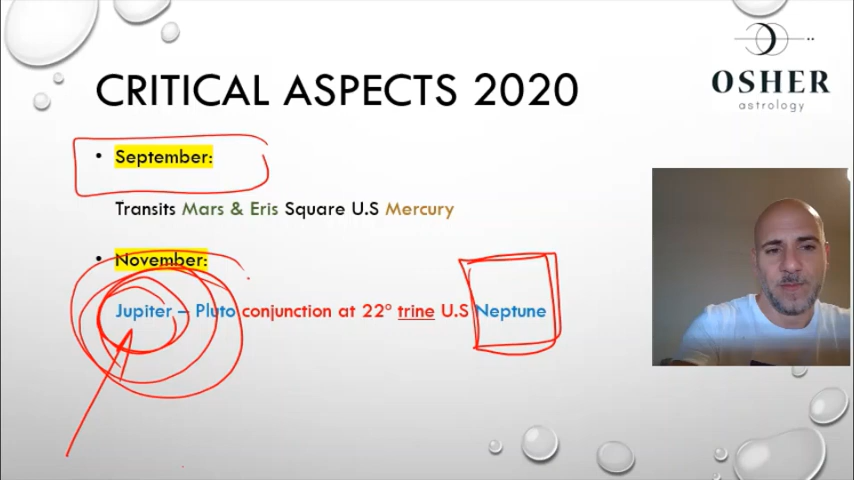 CRITICAL ASPECTS 2020
OSHER
astrology
• September:
Transits Mars & Eris Square U.S Mercury
• November:
Jupiter – Pluto conjunction at 22° trine U.S Neptune